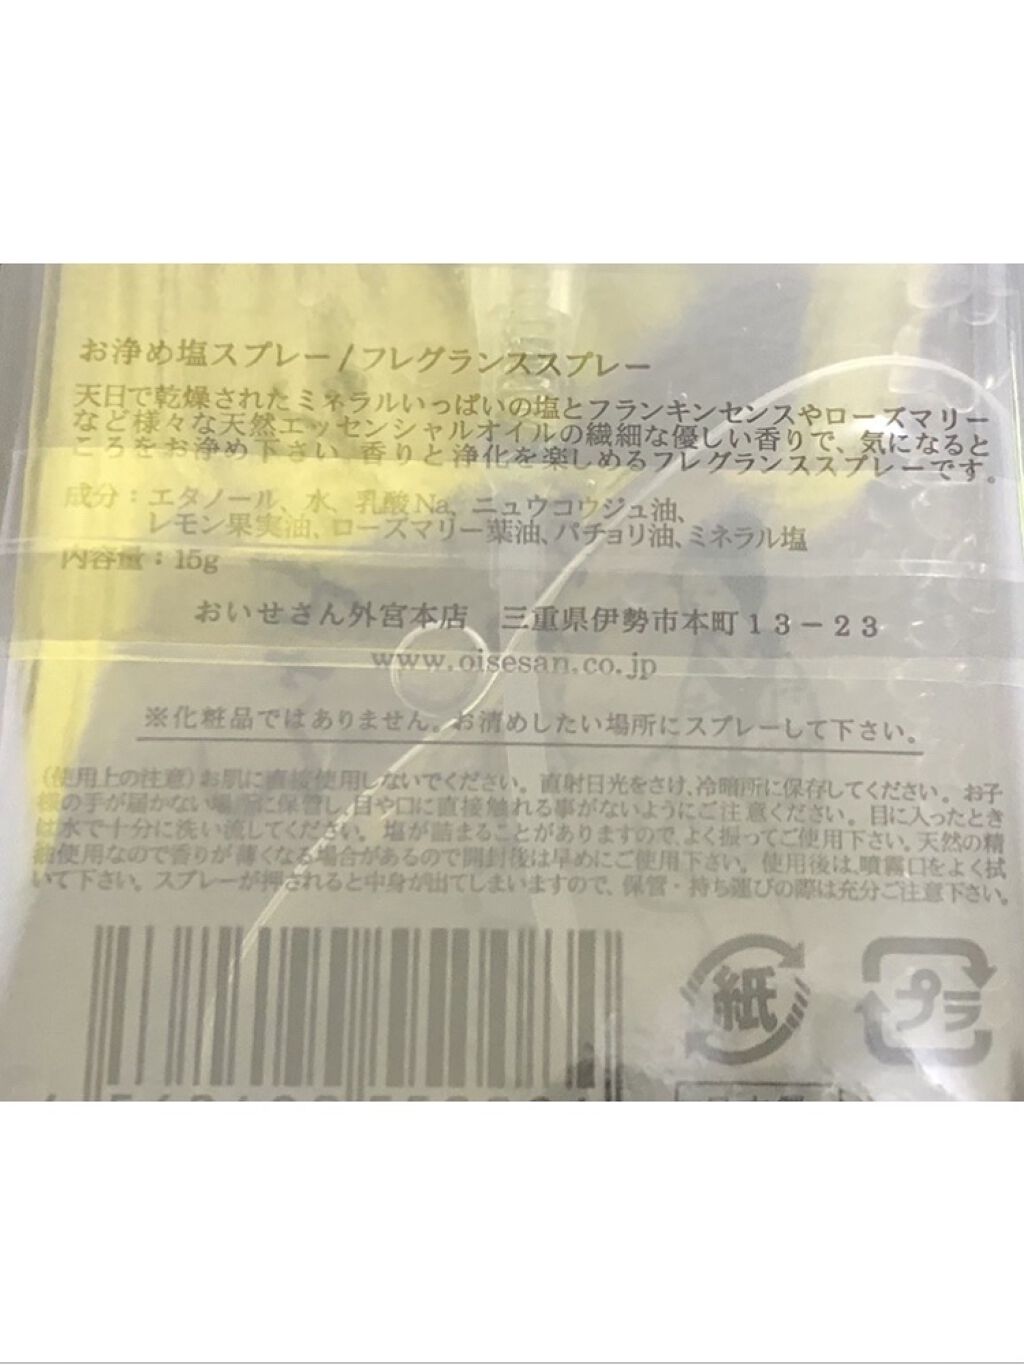 お浄め塩スプレー/フレグランススプレー
天日で乾燥されたミネラルいっぱいの塩とフランキンセンスやローズマリー
など様々な天然エッセンシャルオイルの繊細な優しい香りで、気になると
ころをお浄め下さい。香りと浄化を楽しめるフレグランススプレーです。
成分：エタノール、水、乳酸Na、ニュウコウジュ油、
レモン果実油、ローズマリー葉油、パチョリ油、ミネラル塩
内容量：15g
おいせさん外宮本店　三重県伊勢市本町13－23
www.oisesan.co.jp
※化粧品ではありません。お清めしたい場所にスプレーして下さい。
（使用上の注意）お肌に直接使用しないでください。直射日光をさけ、冷暗所に保存してください。お子
様の手が届かない場所に保管し、目や口に直接触れる事がないようにご注意ください。目に入ったとき
は水で十分に洗い流してください。塩が詰まることがありますので、よく振ってご使用下さい。天然の精
油使用なので香りが薄くなる場合があるので開封後は早めにご使用下さい。使用後は、噴霧口をよく拭
いて下さい。スプレーが押されると中身が出てしまいますので、保管・持ち運びの際は充分ご注意下さい。
紙
プラ